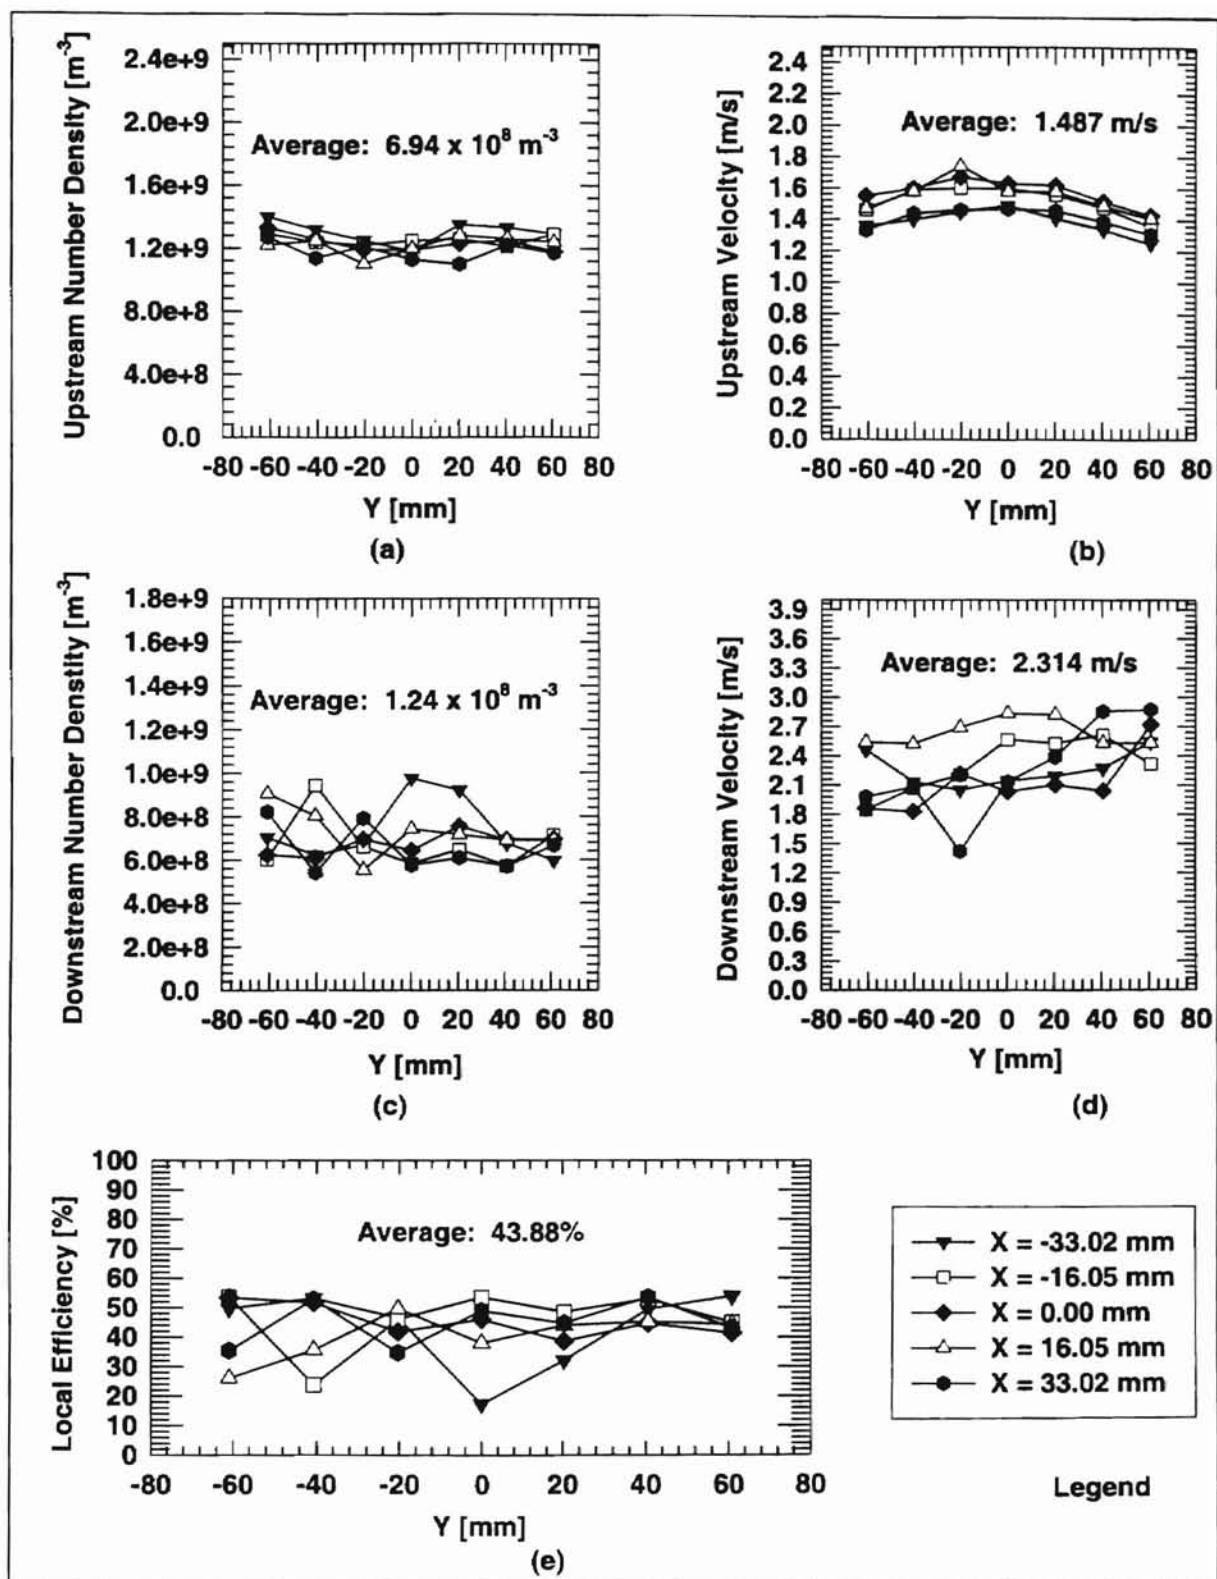 Upstream Number Density [m⁻³]
2.4e+9
2.0e+9
1.6e+9
1.2e+9
8.0e+8
4.0e+8
0.0
Average: 6.94 x 10⁸ m⁻³
-80 -60 -40 -20 0 20 40 60 80
Y [mm]
(a)
Upstream Velocity [m/s]
2.4
2.2
2.0
1.8
1.6
1.4
1.2
1.0
0.8
0.6
0.4
0.2
0.0
Average: 1.487 m/s
-80 -60 -40 -20 0 20 40 60 80
Y [mm]
(b)
Downstream Number Denstity [m⁻³]
1.8e+9
1.6e+9
1.4e+9
1.2e+9
1.0e+9
8.0e+8
6.0e+8
4.0e+8
2.0e+8
0.0
Average: 1.24 x 10⁸ m⁻³
-80 -60 -40 -20 0 20 40 60 80
Y [mm]
(c)
Downstream Velocity [m/s]
3.9
3.6
3.3
3.0
2.7
2.4
2.1
1.8
1.5
1.2
0.9
0.6
0.3
0.0
Average: 2.314 m/s
-80 -60 -40 -20 0 20 40 60 80
Y [mm]
(d)
Local Efficiency [%]
100
90
80
70
60
50
40
30
20
10
0
Average: 43.88%
-80 -60 -40 -20 0 20 40 60 80
Y [mm]
(e)
X = -33.02 mm
X = -16.05 mm
X = 0.00 mm
X = 16.05 mm
X = 33.02 mm
Legend